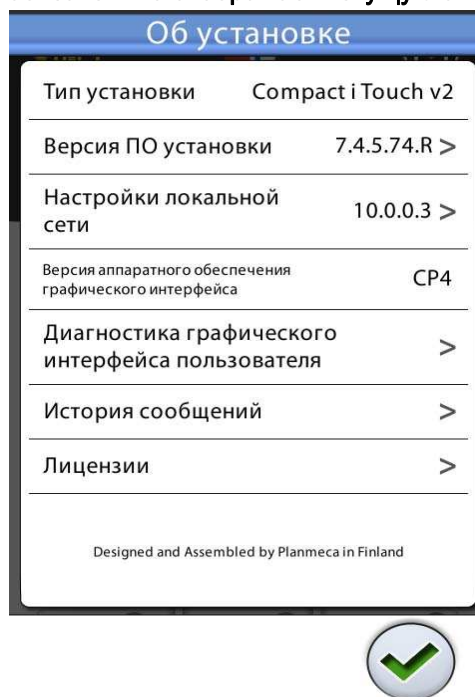 Об установке
Тип установки Compact i Touch v2
Версия ПО установки 7.4.5.74.R >
Настройки локальной
сети 10.0.0.3 >
Версия аппаратного обеспечения
графического интерфейса CP4
Диагностика графического
интерфейса пользователя >
История сообщений >
Лицензии >
Designed and Assembled by Planmeca in Finland